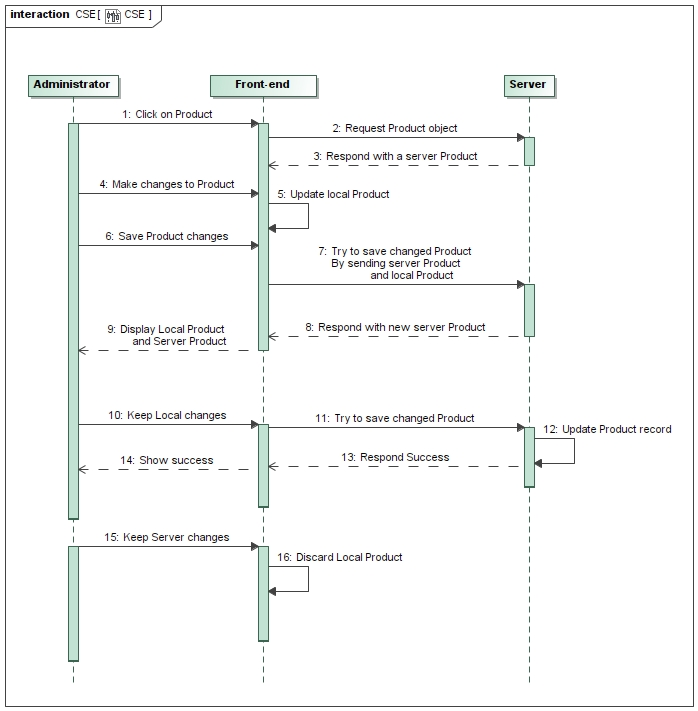 interaction CSE[ CSE ]
Administrator
Front-end
Server
1: Click on Product
2: Request Product object
3: Respond with a server Product
4: Make changes to Product
5: Update local Product
6: Save Product changes
7: Try to save changed Product
By sending server Product
and local Product
8: Respond with new server Product
9: Display Local Product
and Server Product
10: Keep Local changes
11: Try to save changed Product
12: Update Product record
13: Respond Success
14: Show success
15: Keep Server changes
16: Discard Local Product